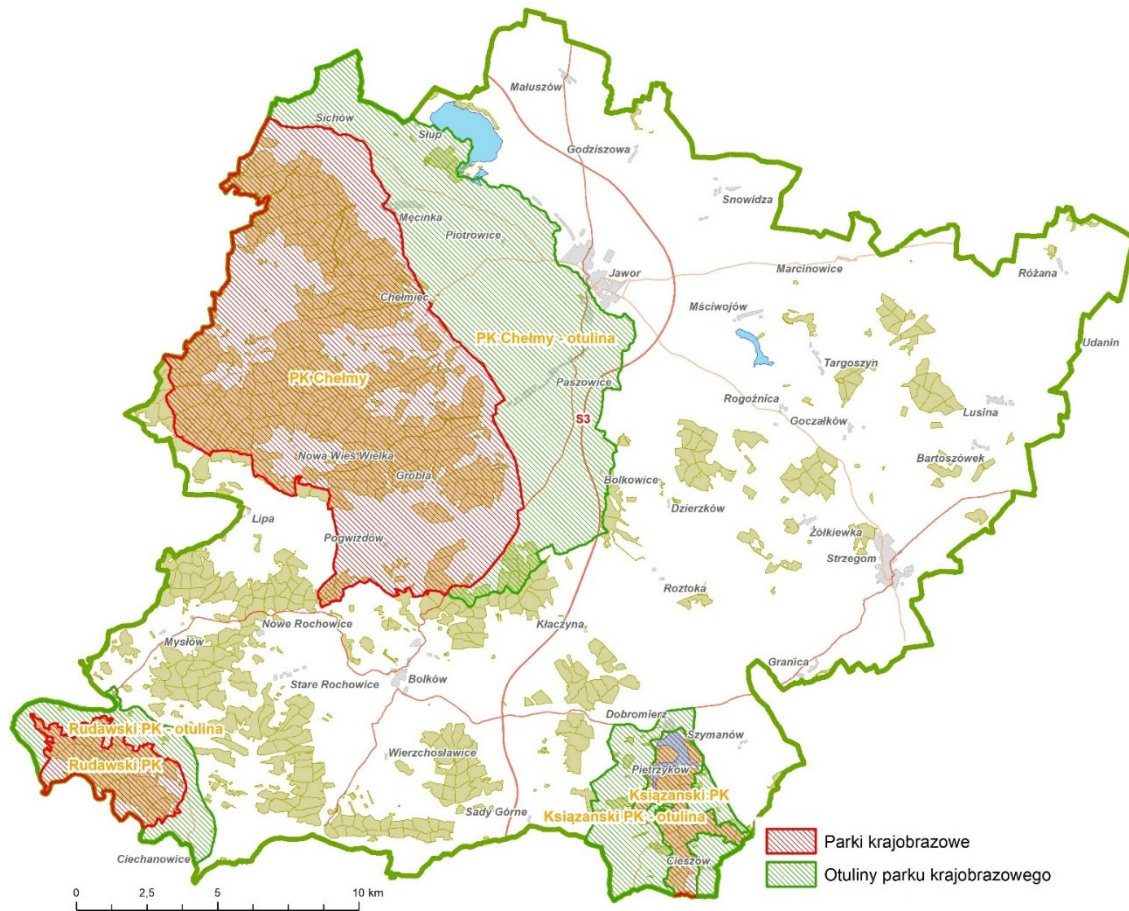 Małuszów
Sichów
Słup
Godziszowa
Snowidza
Męcinka
Piotrowice
Jawor
Marcinowice
Różana
Chełmiec
Mściwojów
PK Chełmy - otulina
Udanin
Targoszyn
PK Chełmy
Paszowice
Rogoźnica
S3
Goczałków
Lusina
Nowa Wieś Wielka
Grobla
Bartoszówek
Bolkowice
Dzierzków
Lipa
Pogwizdów
Żółkiewka
Strzegom
Roztoka
Nowe Rochowice
Kłaczyna
Mysłów
Granica
Stare Rochowice
Bolków
Dobromierz
Rudawski PK - otulina
Szymanów
Wierzchosławice
Rudawski PK
Pietrzyków
Książanski PK
Sady Górne
Książanski PK - otulina
Parki krajobrazowe
Ciechanowice
Cieszów
Otuliny parku krajobrazowego
0 2,5 5 10 km